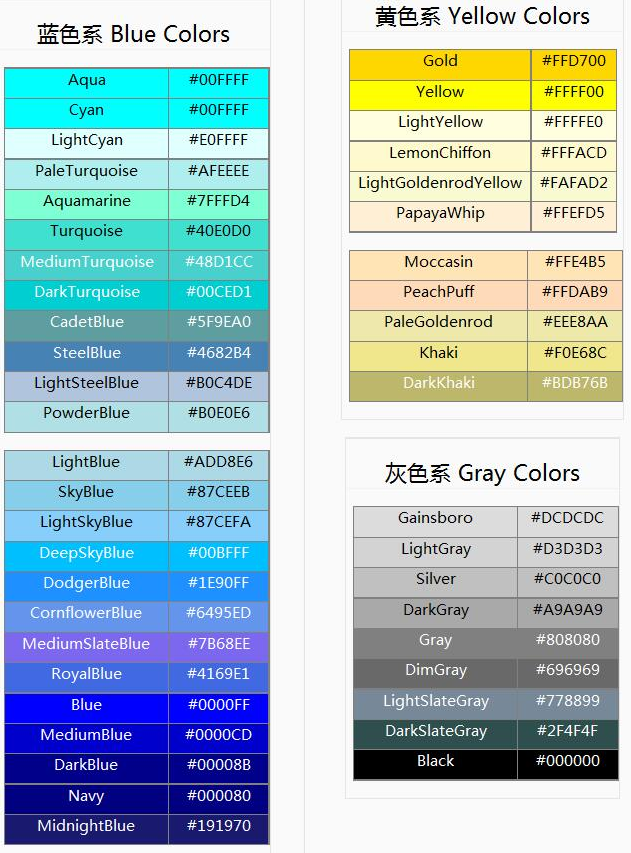 蓝色系 Blue Colors
Aqua #00FFFF
Cyan #00FFFF
LightCyan #E0FFFF
PaleTurquoise #AFEEEE
Aquamarine #7FFFD4
Turquoise #40E0D0
MediumTurquoise #48D1CC
DarkTurquoise #00CED1
CadetBlue #5F9EA0
SteelBlue #4682B4
LightSteelBlue #B0C4DE
PowderBlue #B0E0E6
LightBlue #ADD8E6
SkyBlue #87CEEB
LightSkyBlue #87CEFA
DeepSkyBlue #00BFFF
DodgerBlue #1E90FF
CornflowerBlue #6495ED
MediumSlateBlue #7B68EE
RoyalBlue #4169E1
Blue #0000FF
MediumBlue #0000CD
DarkBlue #00008B
Navy #000080
MidnightBlue #191970
黄色系 Yellow Colors
Gold #FFD700
Yellow #FFFF00
LightYellow #FFFFE0
LemonChiffon #FFFACD
LightGoldenrodYellow #FAFAD2
PapayaWhip #FFEFD5
Moccasin #FFE4B5
PeachPuff #FFDAB9
PaleGoldenrod #EEE8AA
Khaki #F0E68C
DarkKhaki #BDB76B
灰色系 Gray Colors
Gainsboro #DCDCDC
LightGray #D3D3D3
Silver #C0C0C0
DarkGray #A9A9A9
Gray #808080
DimGray #696969
LightSlateGray #778899
DarkSlateGray #2F4F4F
Black #000000